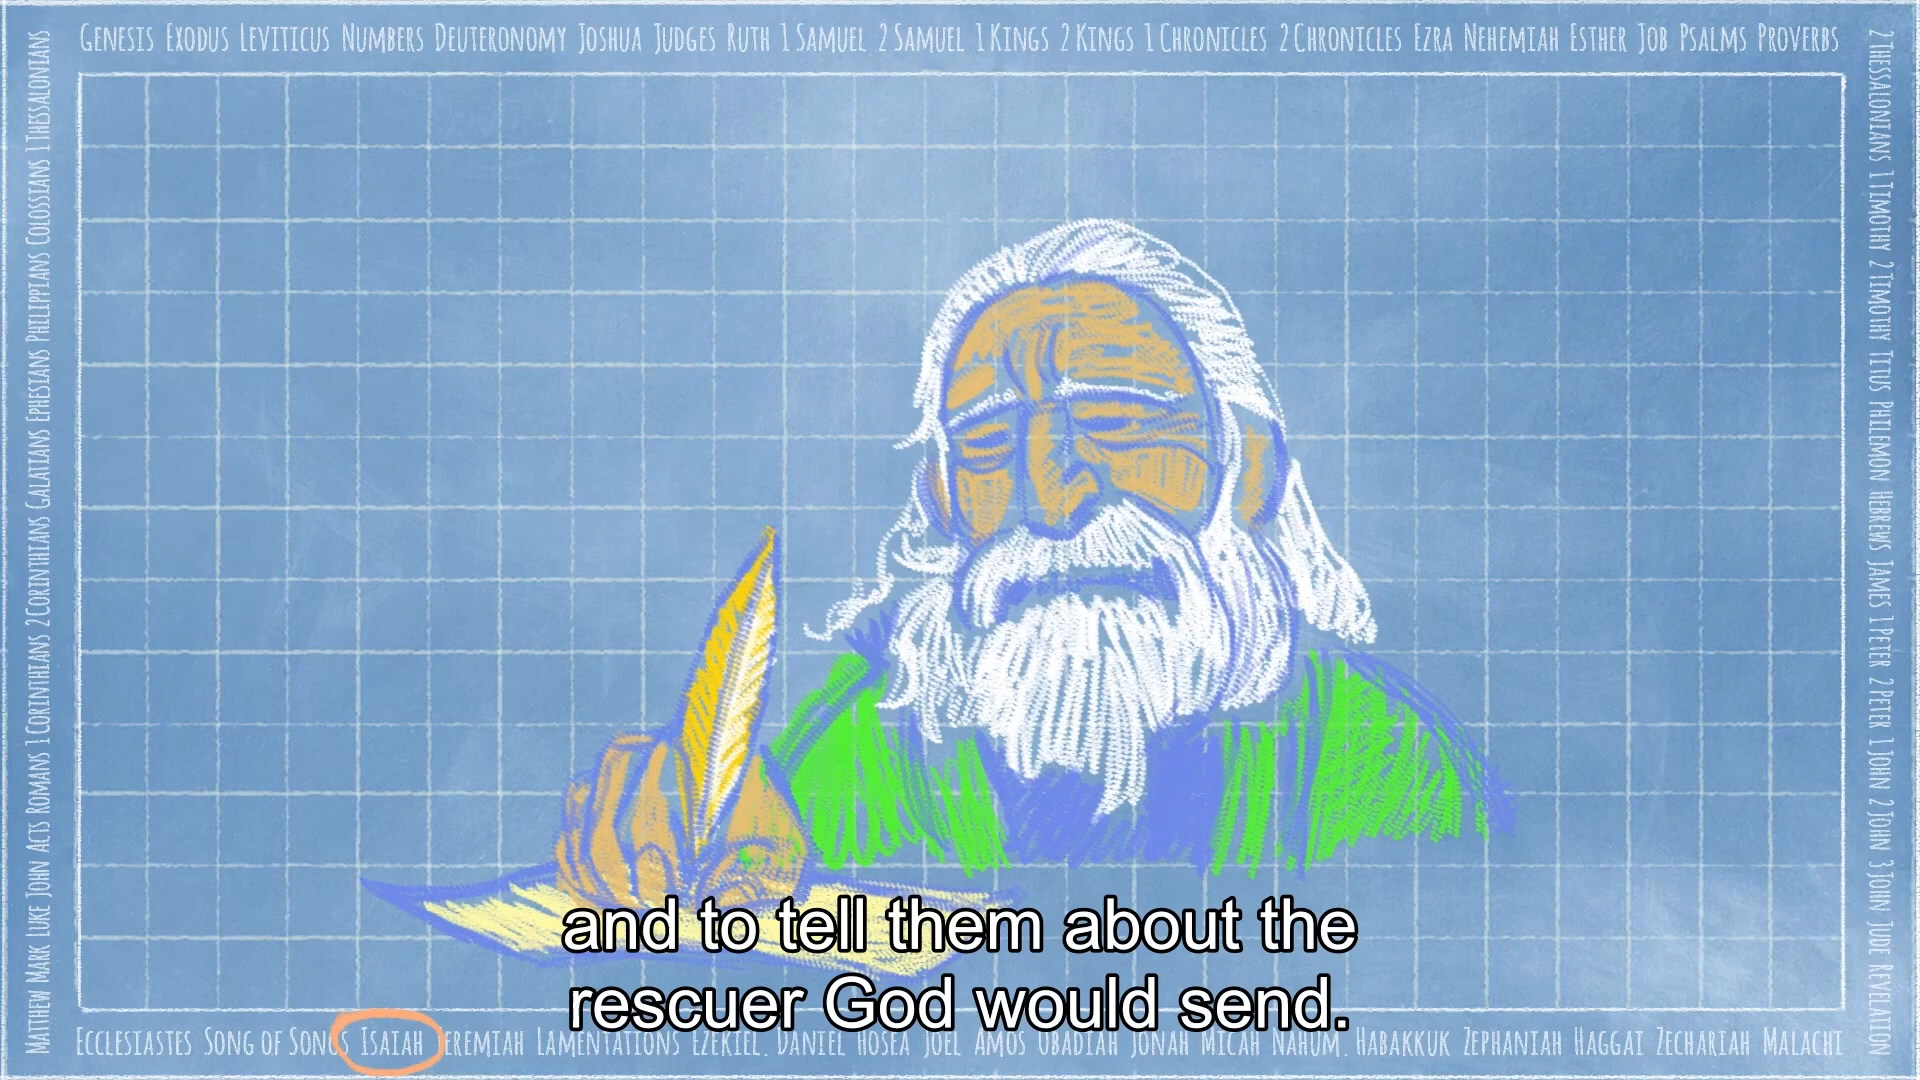 Genesis Exodus Leviticus Numbers Deuteronomy Joshua Judges Ruth 1 Samuel 2 Samuel 1 Kings 2 Kings 1 Chronicles 2 Chronicles Ezra Nehemiah Esther Job Psalms Proverbs
Matthew Mark Luke John Acts Romans 1 Corinthians 2 Corinthians Galatians Ephesians Philippians Colossians 1 Thessalonians
2 Thessalonians 1 Timothy 2 Timothy Titus Philemon Hebrews James 1 Peter 2 Peter 1 John 2 John 3 John Jude Revelation
and to tell them about the
rescuer God would send.
Ecclesiastes Song of Songs Isaiah Jeremiah Lamentations Ezekiel. Daniel Hosea Joel Amos Obadiah Jonah Micah Nahum. Habakkuk Zephaniah Haggai Zechariah Malachi